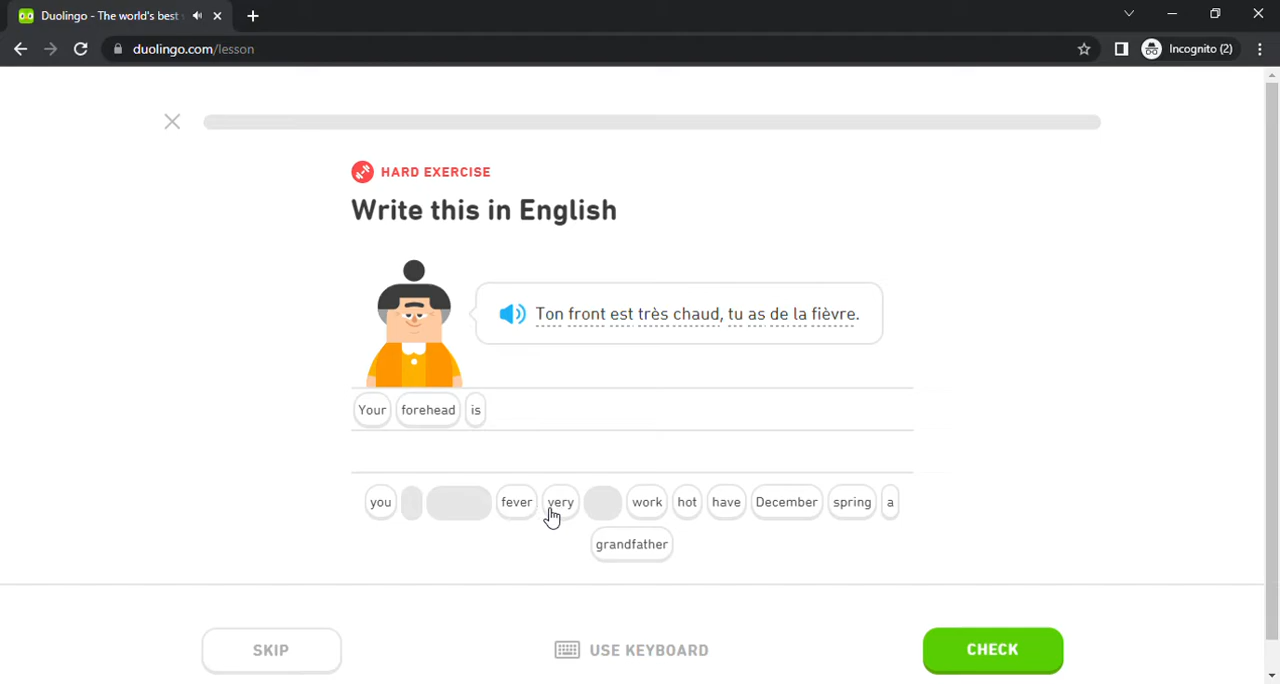 Duolingo - The world's best
duolingo.com/lesson
Incognito (2)
HARD EXERCISE
Write this in English
Ton front est très chaud, tu as de la fièvre.
Your forehead is
you fever very work hot have December spring a
grandfather
SKIP USE KEYBOARD CHECK